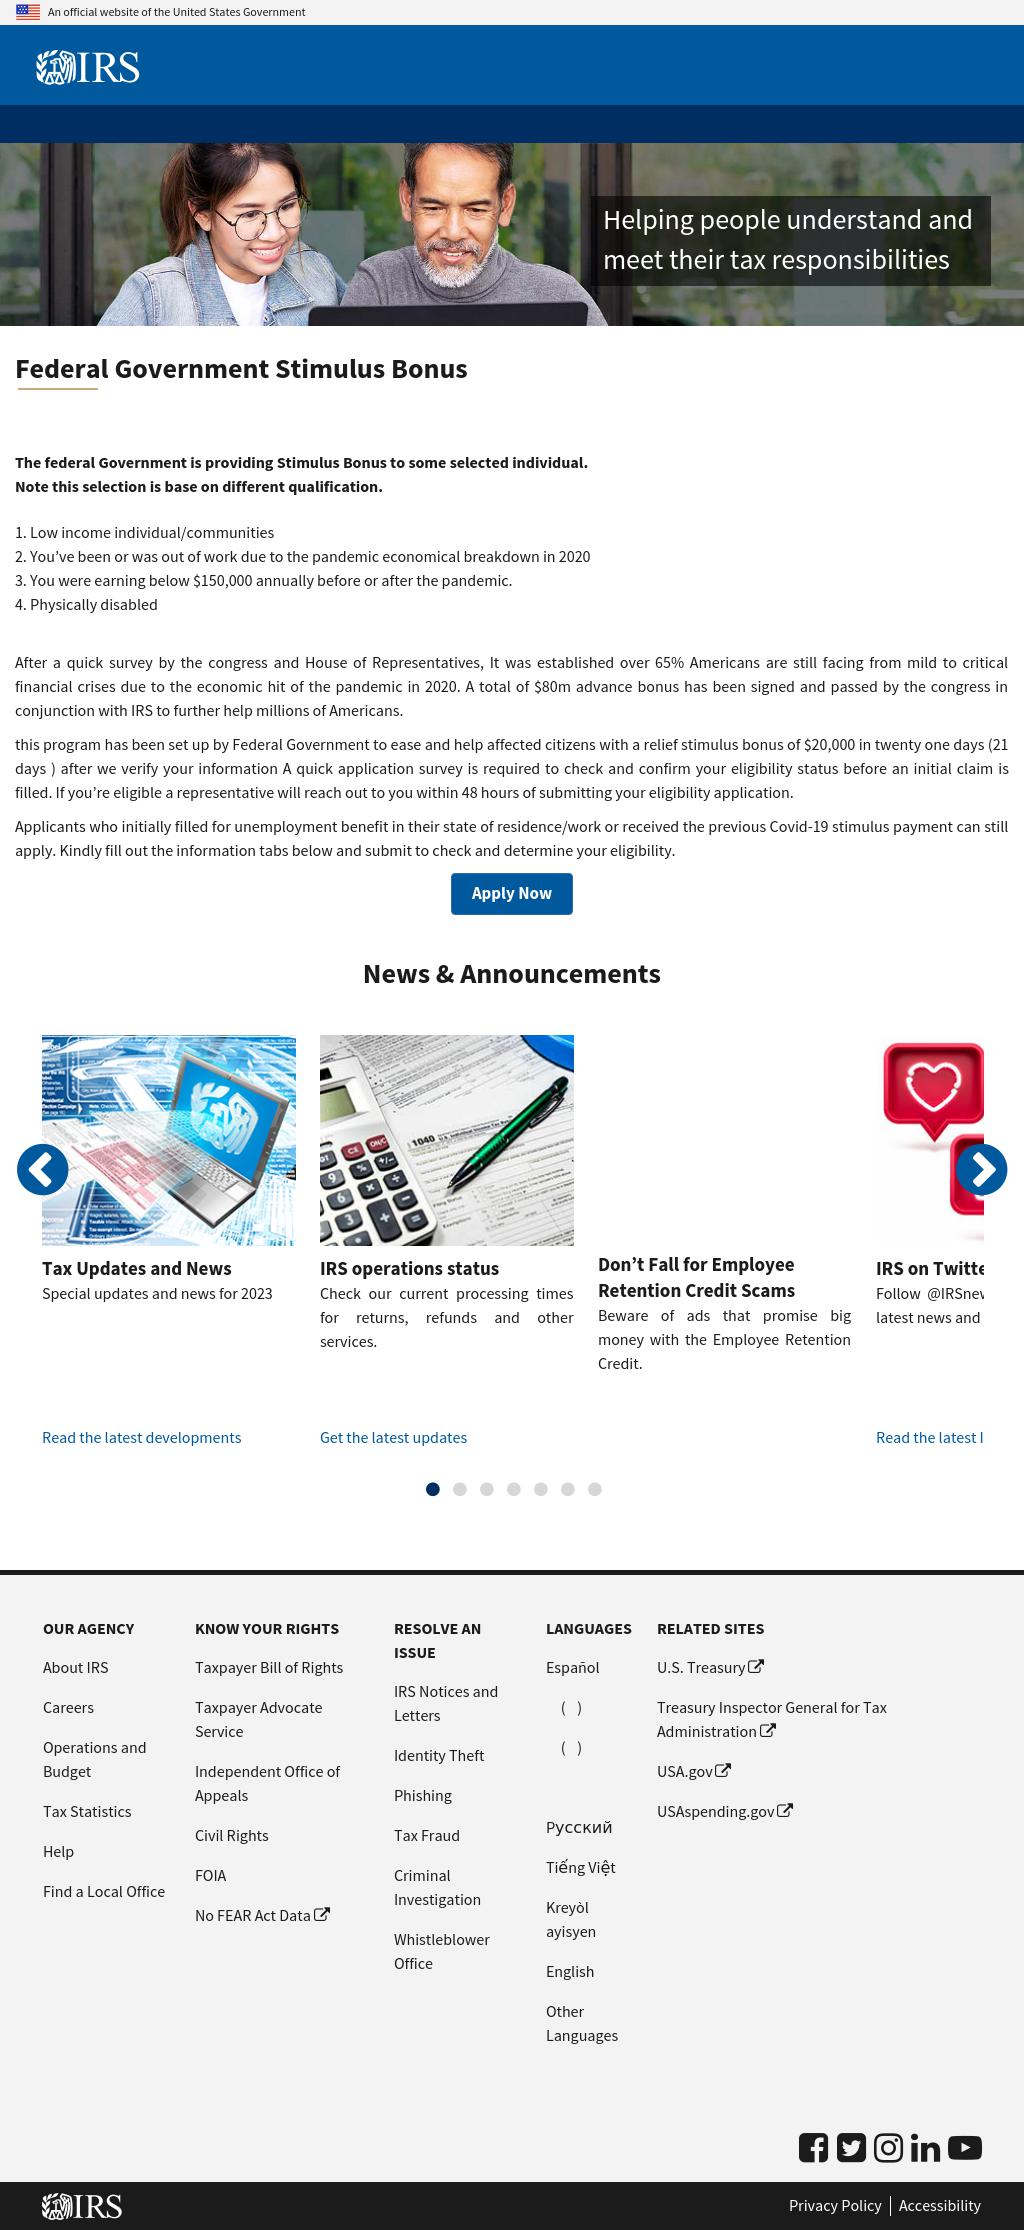 An official website of the United States Government
IRS
Helping people understand and
meet their tax responsibilities
Federal Government Stimulus Bonus
The federal Government is providing Stimulus Bonus to some selected individual.
Note this selection is base on different qualification.
1. Low income individual/communities
2. You've been or was out of work due to the pandemic economical breakdown in 2020
3. You were earning below $150,000 annually before or after the pandemic.
4. Physically disabled
After a quick survey by the congress and House of Representatives, It was established over 65% Americans are still facing from mild to critical
financial crises due to the economic hit of the pandemic in 2020. A total of $80m advance bonus has been signed and passed by the congress in
conjunction with IRS to further help millions of Americans.
this program has been set up by Federal Government to ease and help affected citizens with a relief stimulus bonus of $20,000 in twenty one days (21
days ) after we verify your information A quick application survey is required to check and confirm your eligibility status before an initial claim is
filled. If you're eligible a representative will reach out to you within 48 hours of submitting your eligibility application.
Applicants who initially filled for unemployment benefit in their state of residence/work or received the previous Covid-19 stimulus payment can still
apply. Kindly fill out the information tabs below and submit to check and determine your eligibility.
Apply Now
News & Announcements
1040
Tax Updates and News
Special updates and news for 2023
Read the latest developments
IRS operations status
Check our current processing times
for returns, refunds and other
services.
Get the latest updates
Don't Fall for Employee
Retention Credit Scams
Beware of ads that promise big
money with the Employee Retention
Credit.
IRS on Twitte
Follow @IRSnev
latest news and
Read the latest I
OUR AGENCY
About IRS
Careers
Operations and
Budget
Tax Statistics
Help
Find a Local Office
KNOW YOUR RIGHTS
Taxpayer Bill of Rights
Taxpayer Advocate
Service
Independent Office of
Appeals
Civil Rights
FOIA
No FEAR Act Data
RESOLVE AN
ISSUE
IRS Notices and
Letters
Identity Theft
Phishing
Tax Fraud
Criminal
Investigation
Whistleblower
Office
LANGUAGES
Español
( )
( )
Русский
Tiếng Việt
Kreyòl
ayisyen
English
Other
Languages
RELATED SITES
U.S. Treasury
Treasury Inspector General for Tax
Administration
USA.gov
USAspending.gov
IRS
Privacy Policy
Accessibility